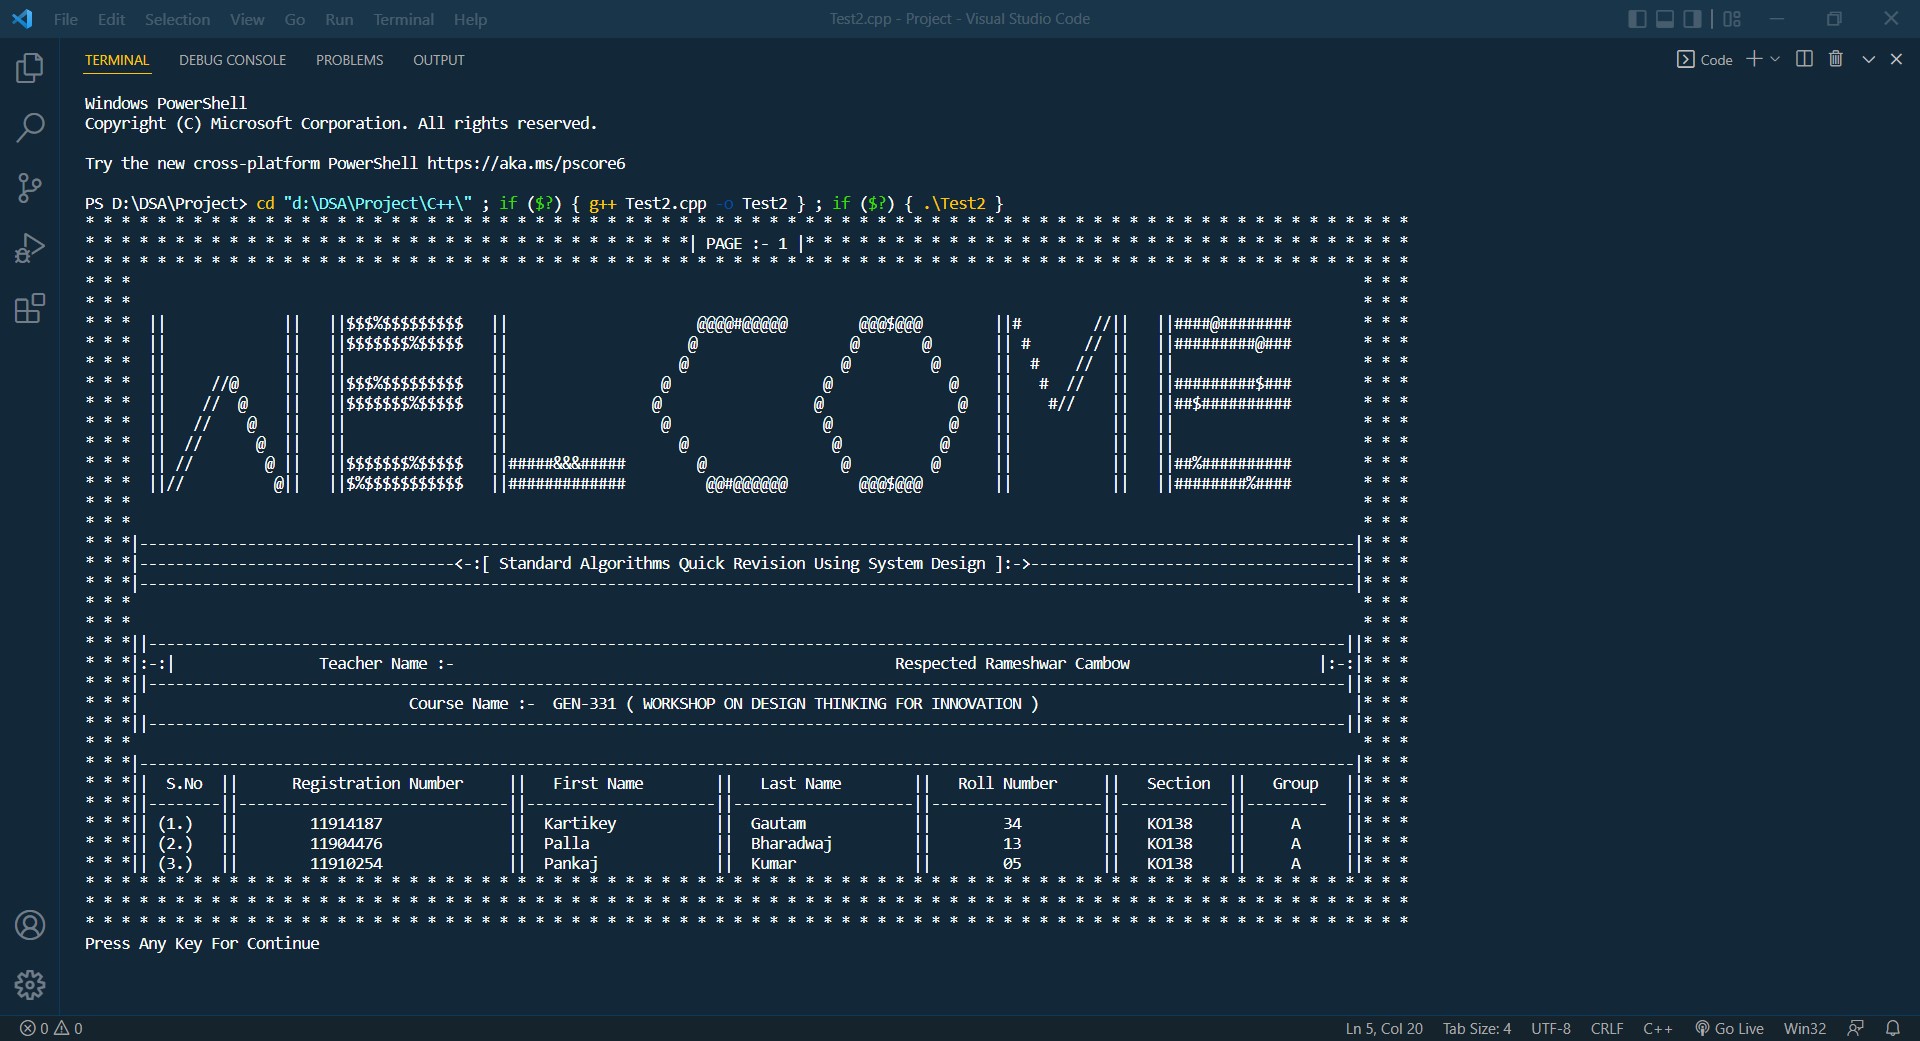 File Edit Selection View Go Run Terminal Help Test2.cpp - Project - Visual Studio Code
TERMINAL DEBUG CONSOLE PROBLEMS OUTPUT Code
Windows PowerShell
Copyright (C) Microsoft Corporation. All rights reserved.
Try the new cross-platform PowerShell https://aka.ms/pscore6
PS D:\DSA\Project> cd "d:\DSA\Project\C++\" ; if ($?) { g++ Test2.cpp -o Test2 } ; if ($?) { .\Test2 }
| PAGE :- 1 |
WELCOME
<-:[ Standard Algorithms Quick Revision Using System Design ]:->
|:-:| Teacher Name :- Respected Rameshwar Cambow |:-:|
Course Name :- GEN-331 ( WORKSHOP ON DESIGN THINKING FOR INNOVATION )
|| S.No || Registration Number || First Name || Last Name || Roll Number || Section || Group ||
|| (1.) || 11914187 || Kartikey || Gautam || 34 || KO138 || A ||
|| (2.) || 11904476 || Palla || Bharadwaj || 13 || KO138 || A ||
|| (3.) || 11910254 || Pankaj || Kumar || 05 || KO138 || A ||
Press Any Key For Continue
0 0 Ln 5, Col 20 Tab Size: 4 UTF-8 CRLF C++ Go Live Win32